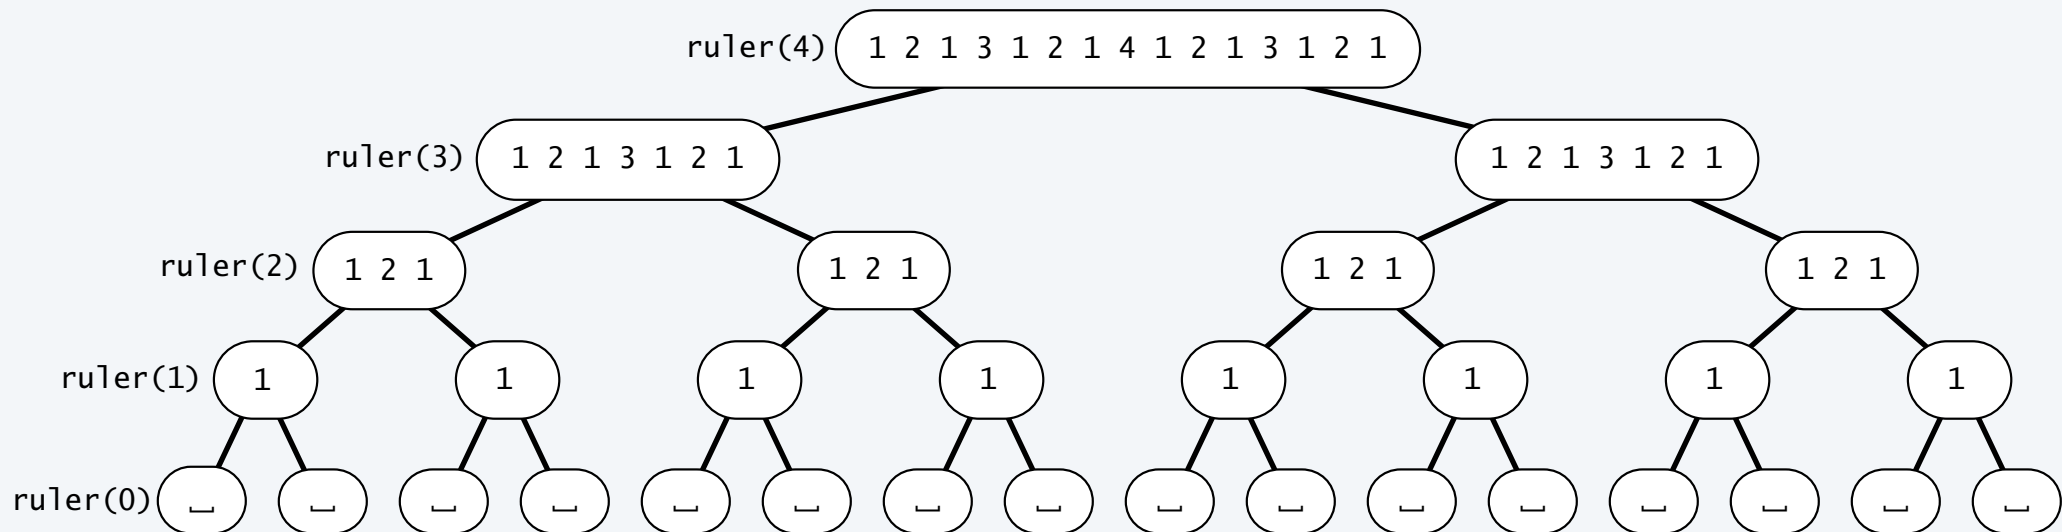 ruler(4) 1 2 1 3 1 2 1 4 1 2 1 3 1 2 1
ruler(3) 1 2 1 3 1 2 1 1 2 1 3 1 2 1
ruler(2) 1 2 1 1 2 1 1 2 1 1 2 1
ruler(1) 1 1 1 1 1 1 1 1
ruler(0) ␣ ␣ ␣ ␣ ␣ ␣ ␣ ␣ ␣ ␣ ␣ ␣ ␣ ␣ ␣ ␣